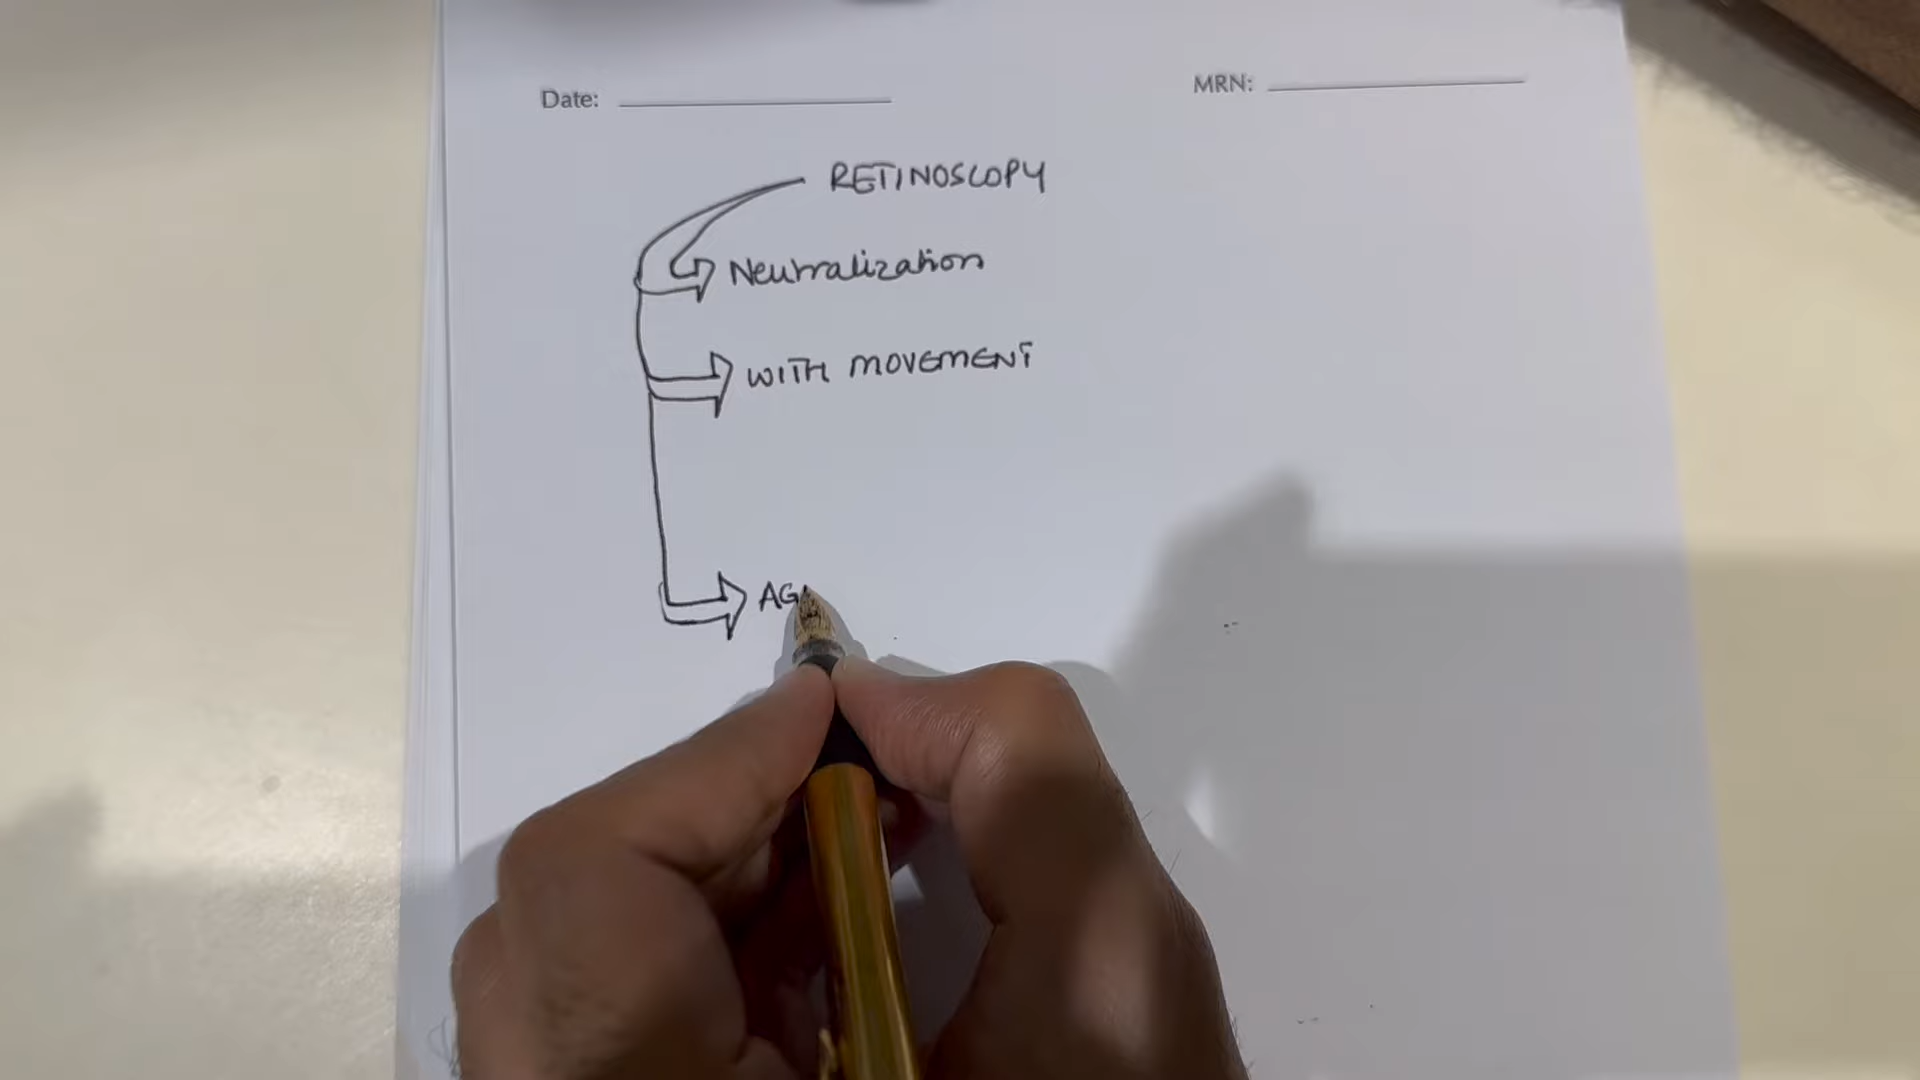 Date: MRN:
RETINOSCOPY
Neutralization
WITH MOVEMENT
AG